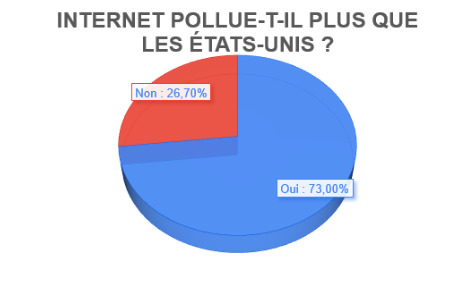 INTERNET POLLUE-T-IL PLUS QUE
LES ÉTATS-UNIS ?
Non : 26,70%
Oui : 73,00%